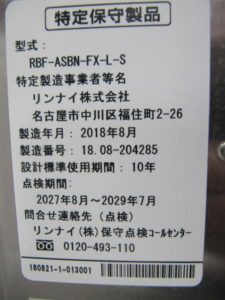 特定保守製品
型式：
RBF-ASBN-FX-L-S
特定製造事業者等名
リンナイ株式会社
名古屋市中川区福住町2-26
製造年月：2018年8月
製造番号：18.08-204285
設計標準使用期間：10年
点検期間：
2027年8月～2029年7月
問合せ連絡先（点検）
リンナイ(株)保守点検コールセンター
0120-493-110
180821-1-013001